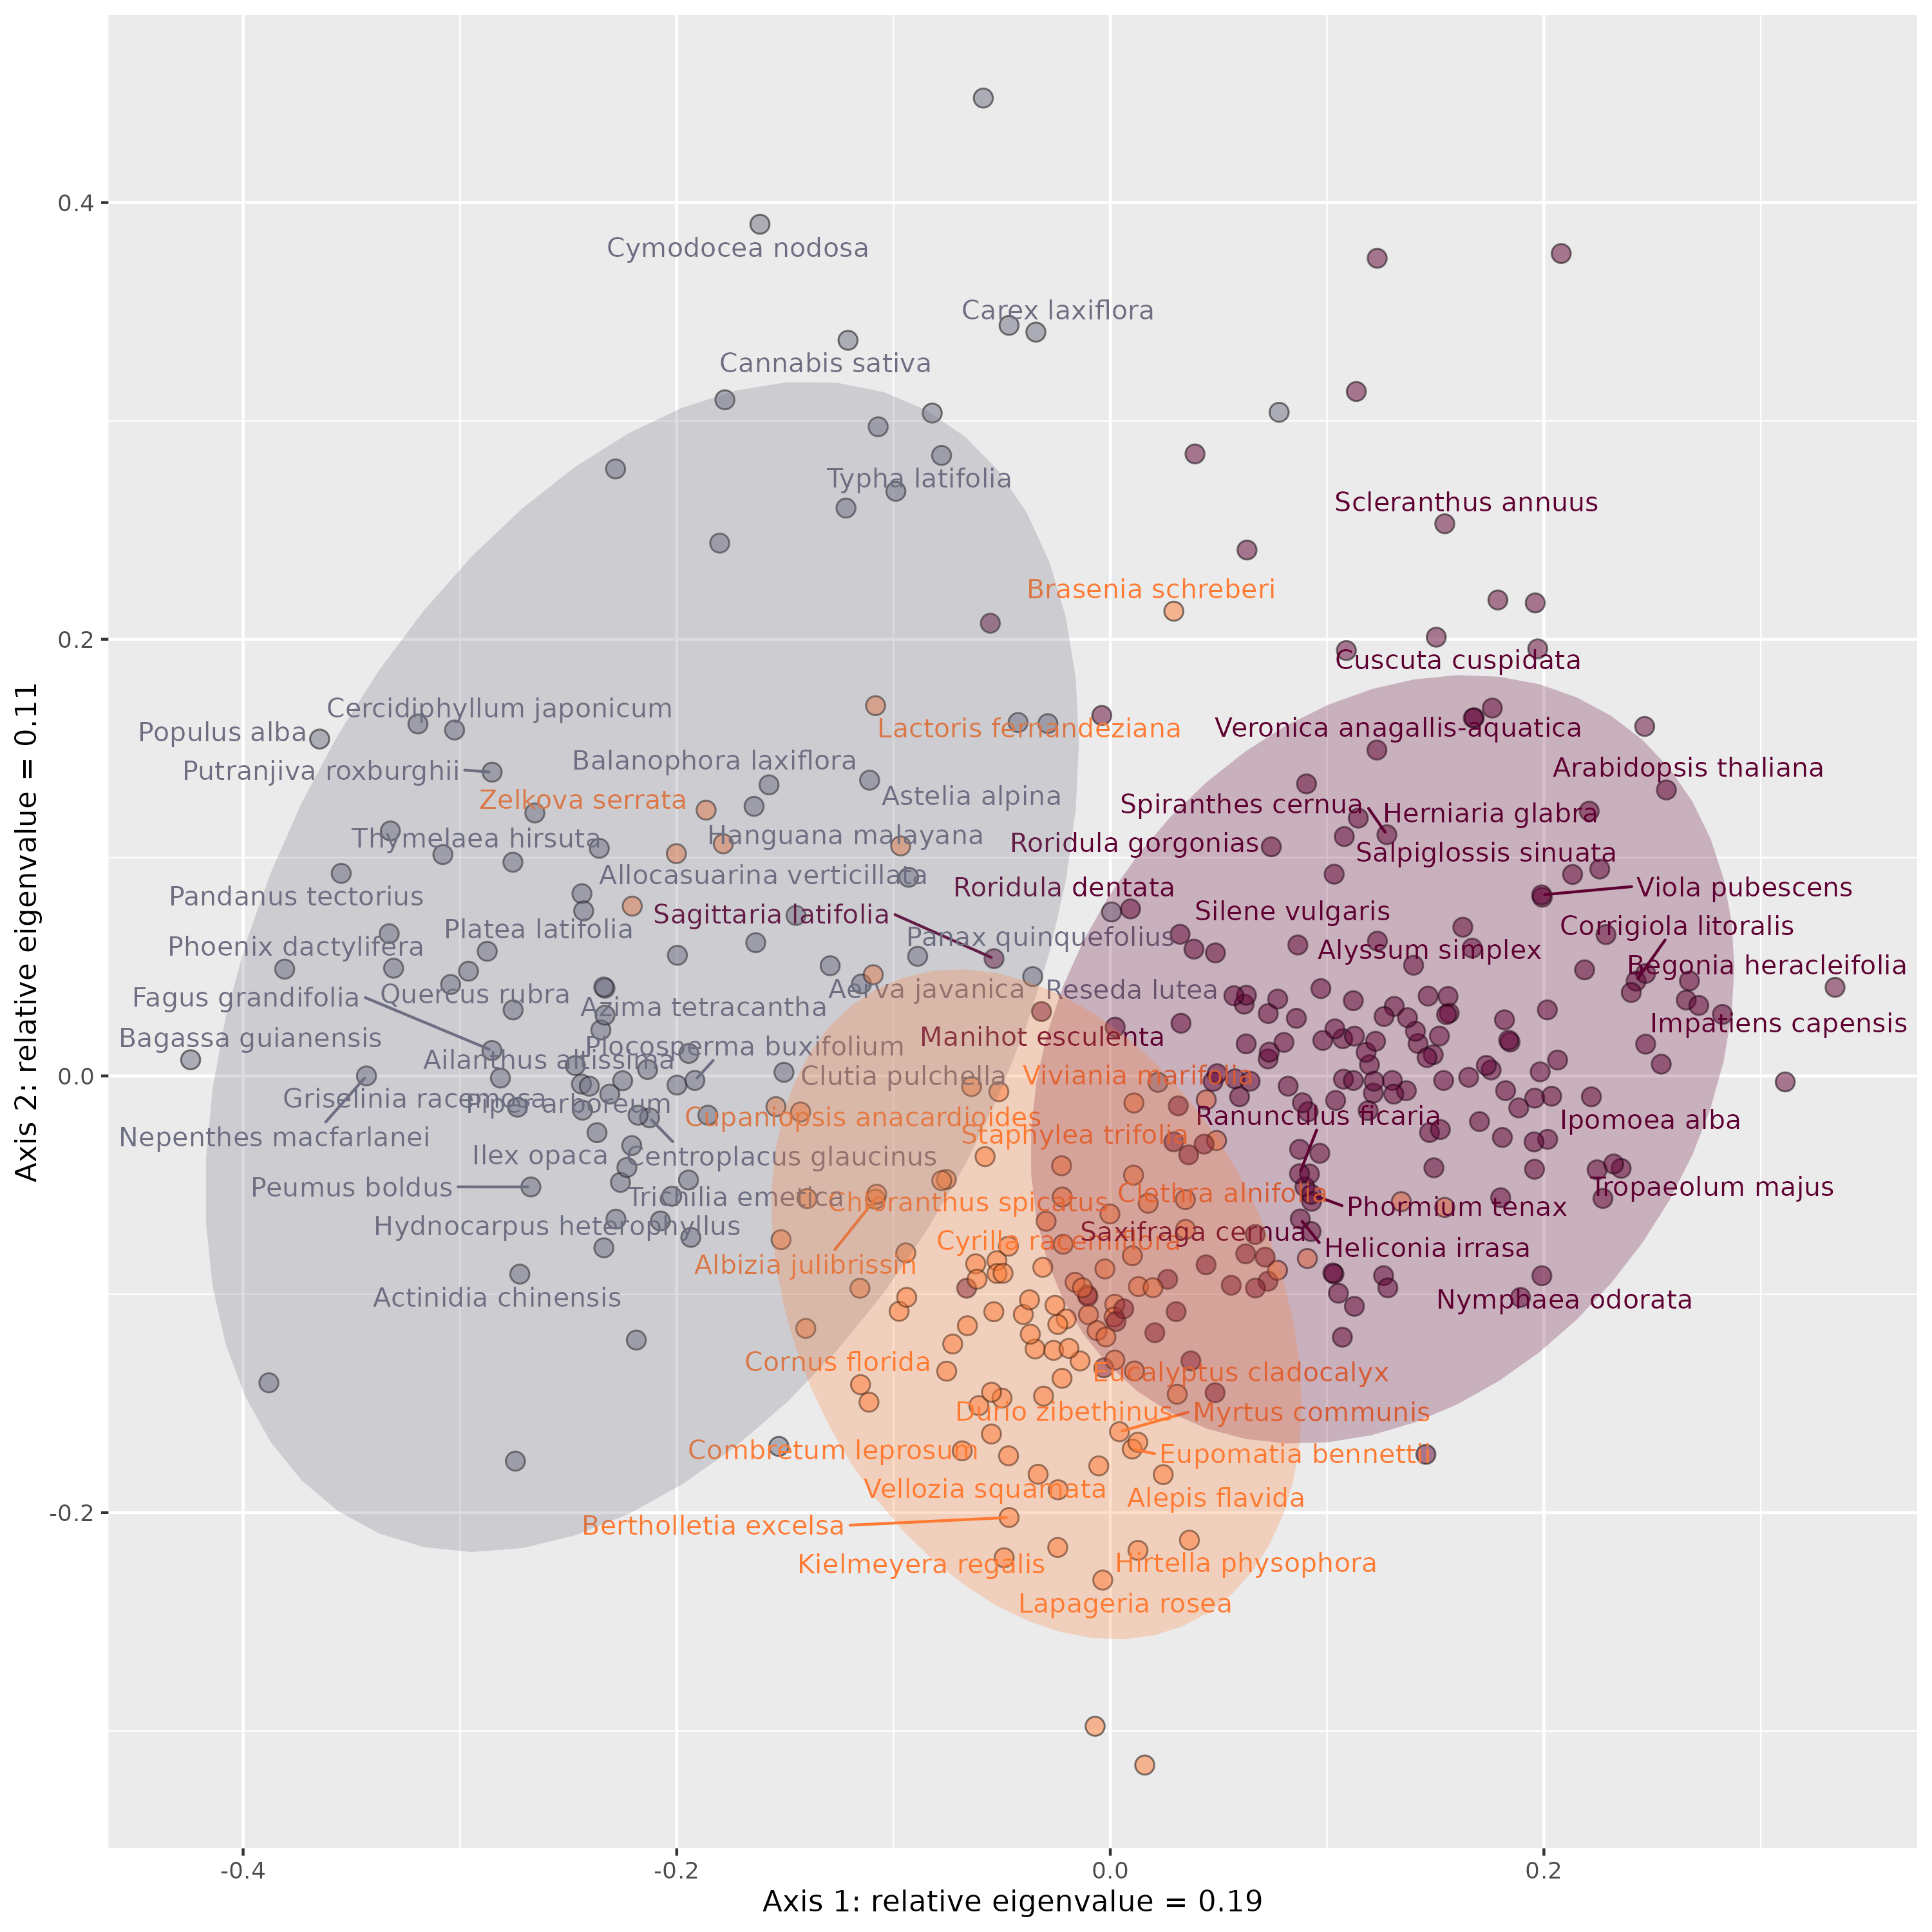 0.4
Cymodocea nodosa
Carex laxiflora
Cannabis sativa
Typha latifolia
Scleranthus annuus
Brasenia schreberi
0.2
Cuscuta cuspidata
Cercidiphyllum japonicum
Populus alba
Lactoris fernandeziana
Veronica anagallis-aquatica
Putranjiva roxburghii
Balanophora laxiflora
Arabidopsis thaliana
Zelkova serrata
Astelia alpina
Spiranthes cernua
Herniaria glabra
Thymelaea hirsuta
Hanguana malayana
Roridula gorgonias
Salpiglossis sinuata
Pandanus tectorius
Allocasuarina verticillata
Roridula dentata
Viola pubescens
Sagittaria latifolia
Silene vulgaris
Corrigiola litoralis
Platea latifolia
Phoenix dactylifera
Panax quinquefolius
Alyssum simplex
Begonia heracleifolia
Fagus grandifolia
Quercus rubra
Azima tetracantha
Aerva javanica
Reseda lutea
Impatiens capensis
Bagassa guianensis
Manihot esculenta
Plocosperma buxifolium
Ailanthus altissima
0.0
Clutia pulchella
Viviania marifolia
Griselinia racemosa
Piper arboreum
Cupaniopsis anacardioides
Ranunculus ficaria
Ipomoea alba
Nepenthes macfarlanei
Staphylea trifolia
Ilex opaca
Centroplacus glaucinus
Peumus boldus
Trichilia emetica
Chloranthus spicatus
Clethra alnifolia
Phormium tenax
Tropaeolum majus
Hydnocarpus heterophyllus
Cyrilla racemiflora
Saxifraga cernua
Heliconia irrasa
Albizia julibrissin
Actinidia chinensis
Nymphaea odorata
Cornus florida
Eucalyptus cladocalyx
Durio zibethinus
Myrtus communis
Combretum leprosum
Eupomatia bennettii
Vellozia squamata
Alepis flavida
-0.2
Bertholletia excelsa
Kielmeyera regalis
Hirtella physophora
Lapageria rosea
-0.4
-0.2
0.0
0.2
Axis 1: relative eigenvalue = 0.19
Axis 2: relative eigenvalue = 0.11